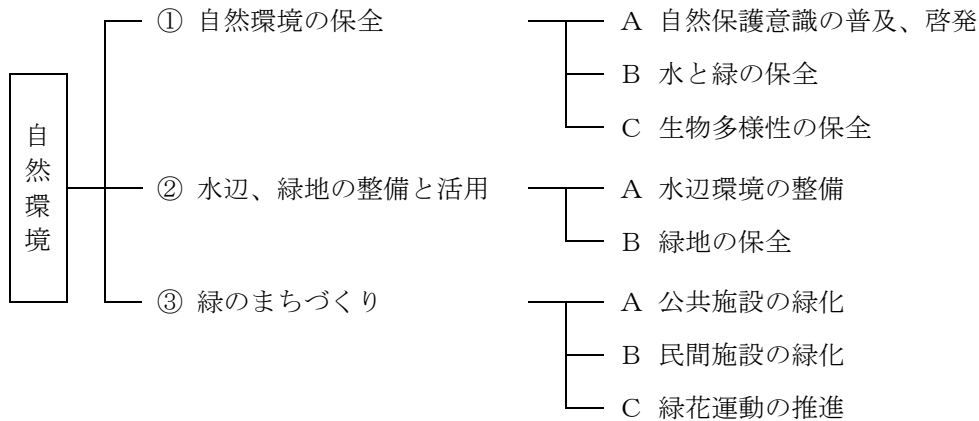 自然環境
① 自然環境の保全
A 自然保護意識の普及、啓発
B 水と緑の保全
C 生物多様性の保全
② 水辺、緑地の整備と活用
A 水辺環境の整備
B 緑地の保全
③ 緑のまちづくり
A 公共施設の緑化
B 民間施設の緑化
C 緑花運動の推進